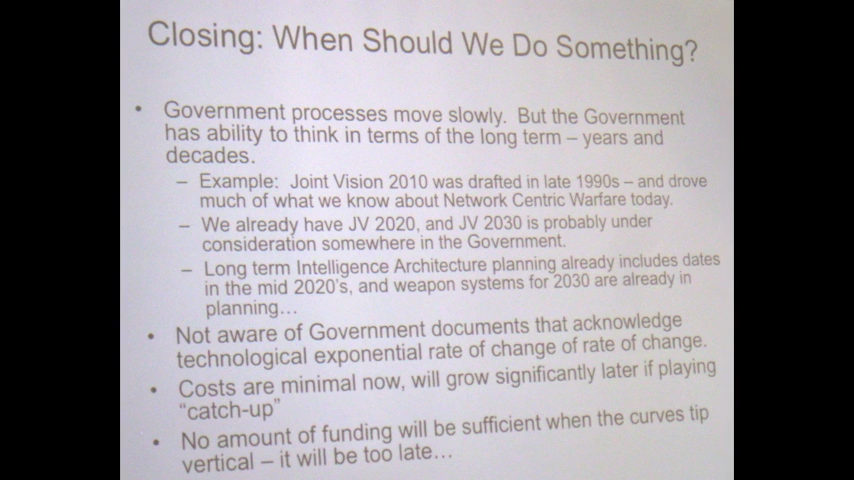 Closing: When Should We Do Something?
• Government processes move slowly. But the Government
has ability to think in terms of the long term – years and
decades.
– Example: Joint Vision 2010 was drafted in late 1990s – and drove
much of what we know about Network Centric Warfare today.
– We already have JV 2020, and JV 2030 is probably under
consideration somewhere in the Government.
– Long term Intelligence Architecture planning already includes dates
in the mid 2020's, and weapon systems for 2030 are already in
planning…
• Not aware of Government documents that acknowledge
technological exponential rate of change of rate of change.
• Costs are minimal now, will grow significantly later if playing
"catch-up"
• No amount of funding will be sufficient when the curves tip
vertical – it will be too late…